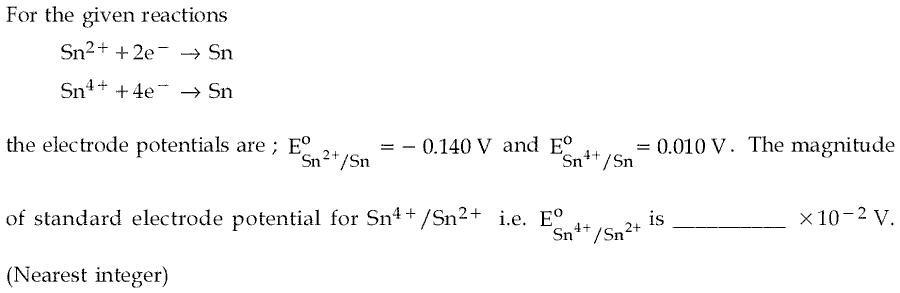 For the given reactions
Sn²⁺ + 2e⁻ → Sn
Sn⁴⁺ + 4e⁻ → Sn
the electrode potentials are ; E°Sn²⁺/Sn = − 0.140 V and E°Sn⁴⁺/Sn = 0.010 V. The magnitude
of standard electrode potential for Sn⁴⁺/Sn²⁺ i.e. E°Sn⁴⁺/Sn²⁺ is __________ ×10⁻² V.
(Nearest integer)